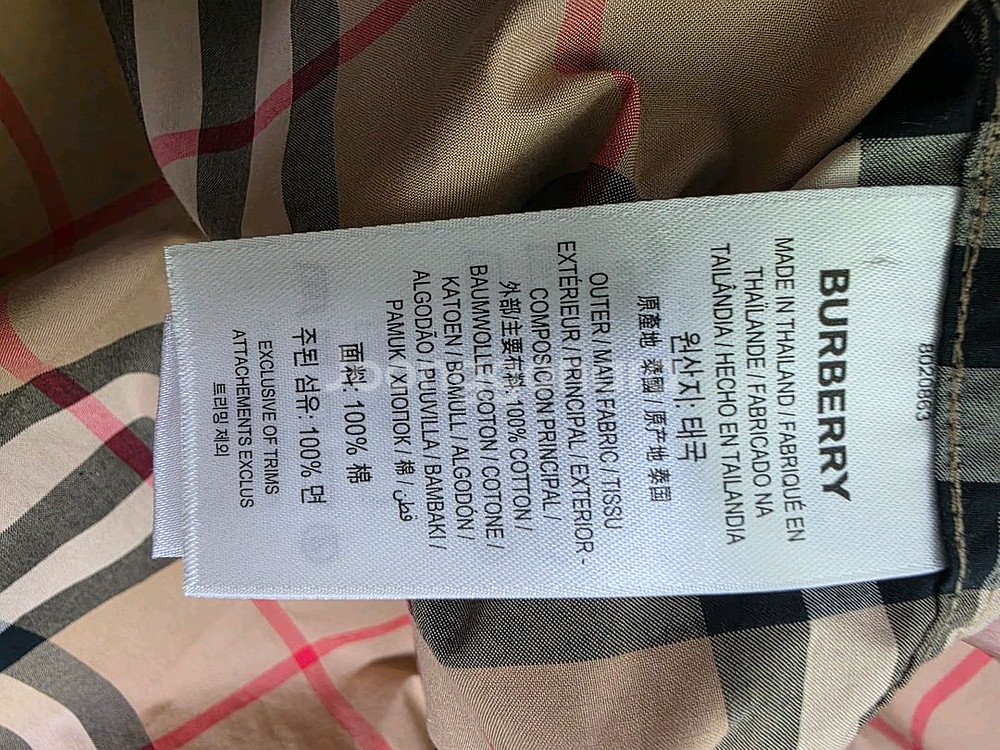 8020863
BURBERRY
MADE IN THAILAND / FABRIQUÉ EN
THAÏLANDE / FABRICADO NA
TAILÂNDIA / HECHO EN TAILANDIA
원산지: 태국
原產地 泰國 / 原产地 泰国
OUTER / MAIN FABRIC / TISSU
EXTÉRIEUR / PRINCIPAL / EXTERIOR-
COMPOSICIÓN PRINCIPAL /
外部主要布料: 100% COTTON /
BAUMWOLLE / COTON / COTONE /
KATOEN / BOMULL / ALGODÓN /
ALGODÃO / PUUVILLA / BAMBAKI /
PAMUK / ХЛОПОК / 棉 / قطن
面料: 100% 棉
주된 섬유: 100% 면
EXCLUSIVE OF TRIMS
ATTACHEMENTS EXCLUS
트리밍 제외